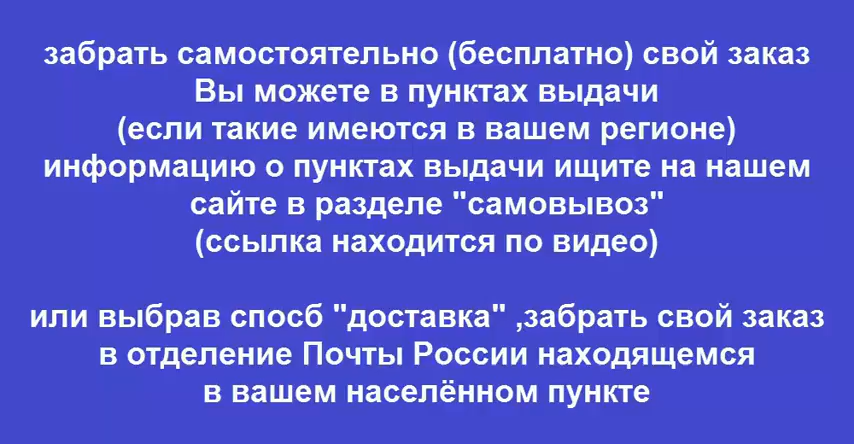 забрать самостоятельно (бесплатно) свой заказ
Вы можете в пунктах выдачи
(если такие имеются в вашем регионе)
информацию о пунктах выдачи ищите на нашем
сайте в разделе "самовывоз"
(ссылка находится по видео)
или выбрав спосб "доставка" ,забрать свой заказ
в отделение Почты России находящемся
в вашем населённом пункте